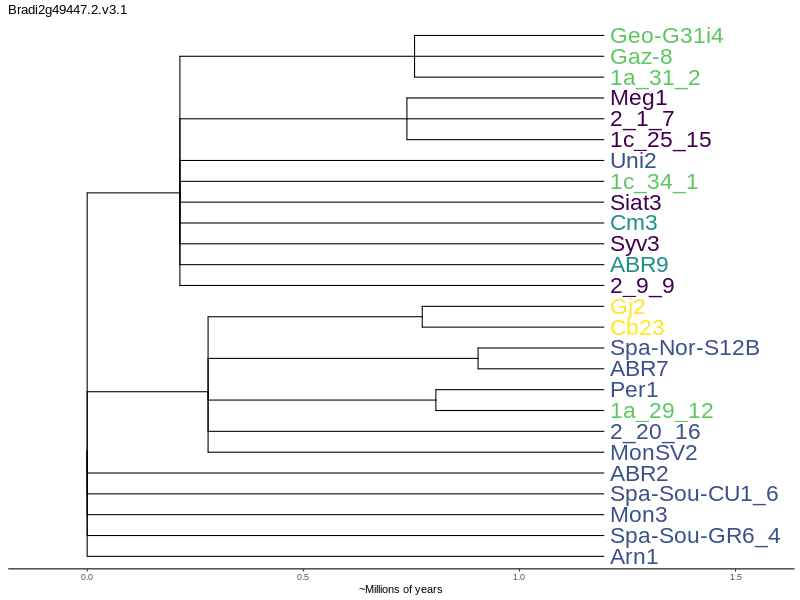 Bradi2g49447.2.v3.1
Geo-G31i4
Gaz-8
1a_31_2
Meg1
2_1_7
1c_25_15
Uni2
1c_34_1
Siat3
Cm3
Syv3
ABR9
2_9_9
Gj2
Cb23
Spa-Nor-S12B
ABR7
Per1
1a_29_12
2_20_16
MonSV2
ABR2
Spa-Sou-CU1_6
Mon3
Spa-Sou-GR6_4
Arn1
0.0 0.5 1.0 1.5
~Millions of years